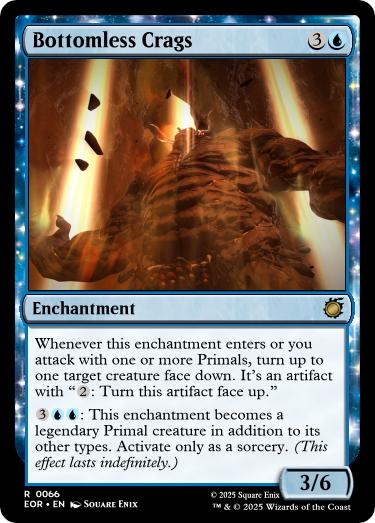 Bottomless Crags 3
Enchantment
Whenever this enchantment enters or you
attack with one or more Primals, turn up to
one target creature face down. It's an artifact
with “2: Turn this artifact face up.”
3: This enchantment becomes a
legendary Primal creature in addition to its
other types. Activate only as a sorcery. (This
effect lasts indefinitely.)
3/6
R 0066
EOR • EN SQUARE ENIX
© 2025 Square Enix
™ & © 2025 Wizards of the Coast